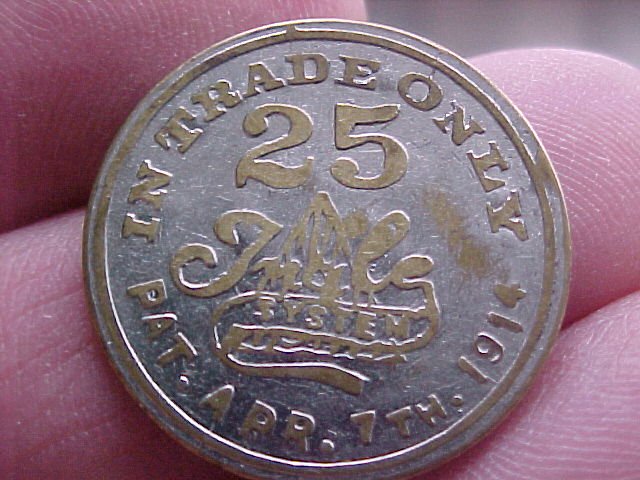 IN TRADE ONLY
25
SYSTEM
PAT. APR. 7TH. 1914